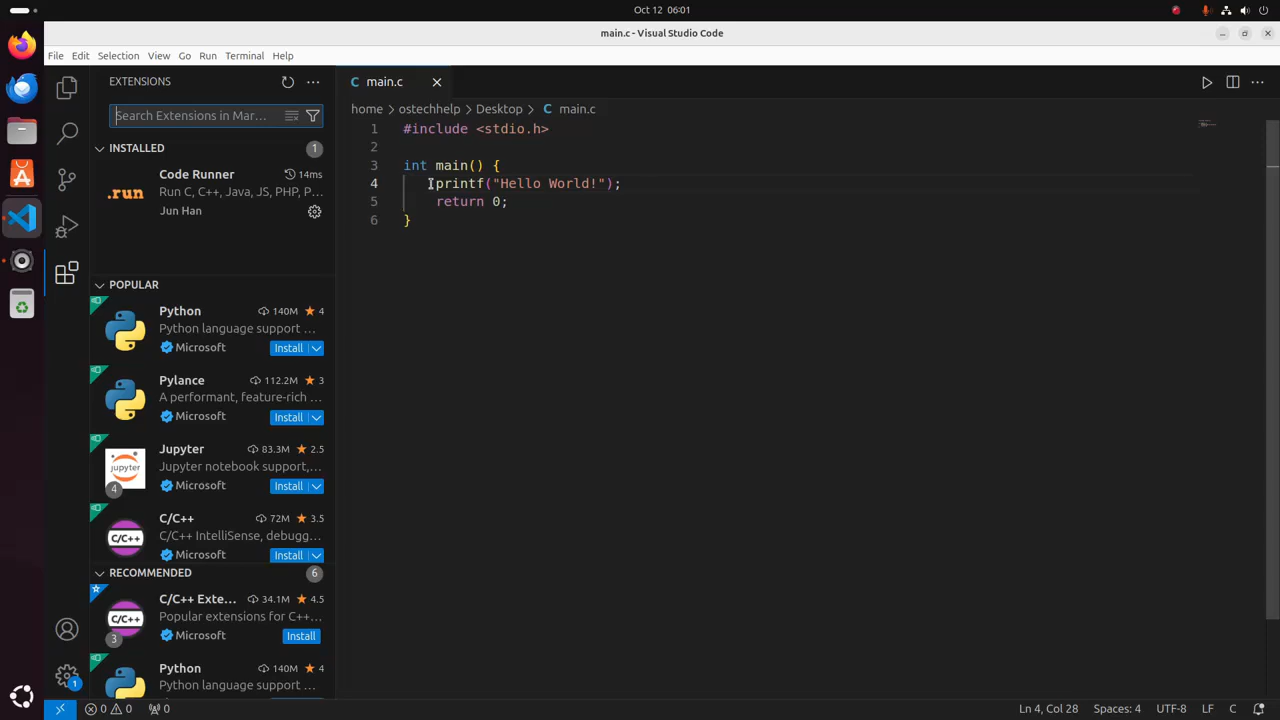 Oct 12 06:01
main.c - Visual Studio Code
File Edit Selection View Go Run Terminal Help
EXTENSIONS
Search Extensions in Mar...
INSTALLED 1
Code Runner 14ms
Run C, C++, Java, JS, PHP, P...
Jun Han
.run
POPULAR
Python 140M 4
Python language support ...
Microsoft Install
Pylance 112.2M 3
A performant, feature-rich ...
Microsoft Install
Jupyter 83.3M 2.5
Jupyter notebook support,...
Microsoft Install
jupyter
4
C/C++ 72M 3.5
C/C++ IntelliSense, debugg...
Microsoft Install
C/C++
RECOMMENDED 6
C/C++ Exte... 34.1M 4.5
Popular extensions for C++...
Microsoft Install
C/C++
3
Python 140M 4
Python language support ...
Microsoft
1
main.c
home > ostechhelp > Desktop > C main.c
1 #include <stdio.h>
2
3 int main() {
4 printf("Hello World!");
5 return 0;
6 }
0 0 0
Ln 4, Col 28 Spaces: 4 UTF-8 LF C